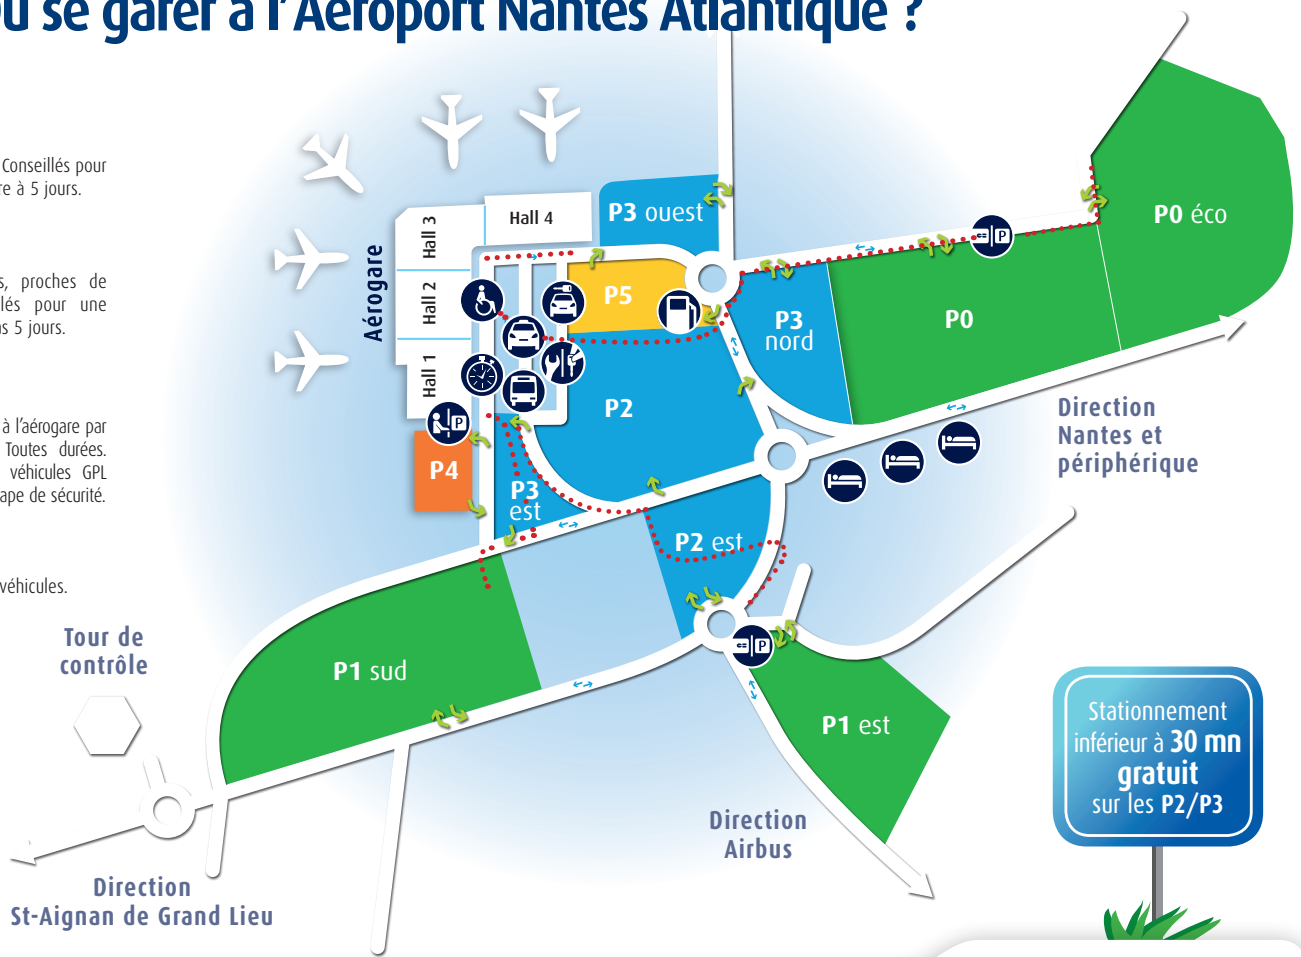 se garer à l'Aéroport Nantes Atlantique ?
Conseillés pour
à 5 jours.
proches de
pour une
5 jours.
à l'aérogare par
Toutes durées.
véhicules GPL
de sécurité.
véhicules.
Aérogare
Hall 4
Hall 3
Hall 2
Hall 1
P3 ouest
P5
P3
nord
P0
P0 éco
P2
P
P
P4
P3
est
P2 est
P
P1 sud
P1 est
Direction
Nantes et
périphérique
Tour de
contrôle
Direction
Airbus
Direction
St-Aignan de Grand Lieu
Stationnement
inférieur à 30 mn
gratuit
sur les P2/P3